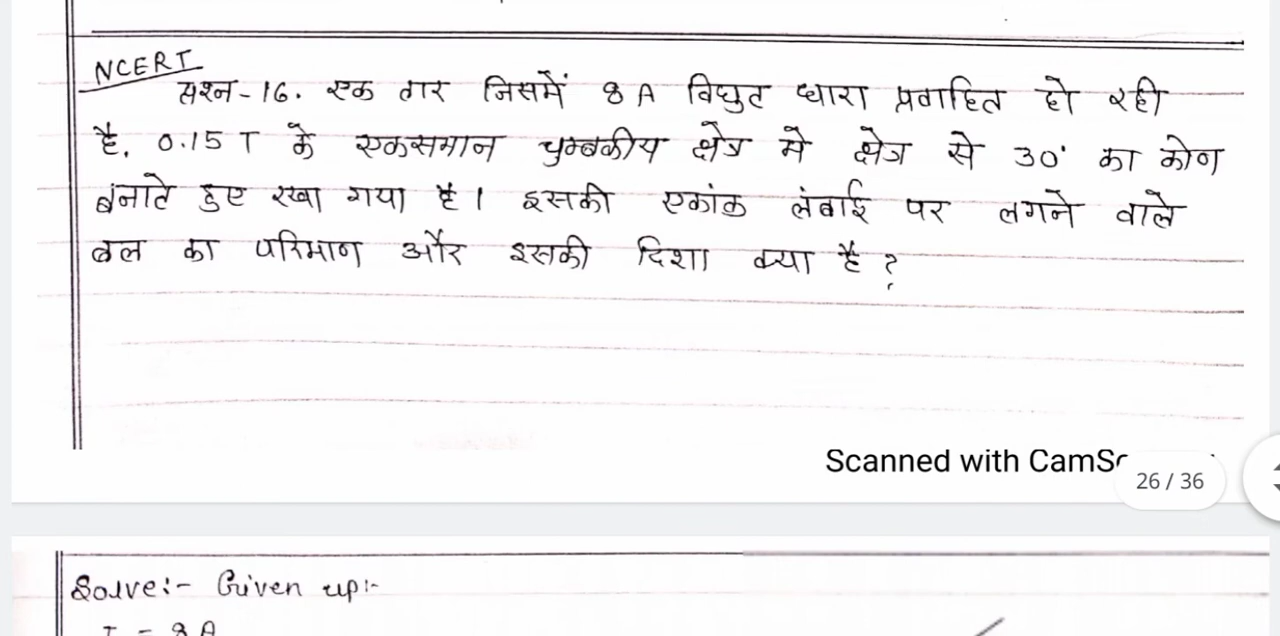 NCERT
प्रश्न-16. एक तार जिसमें 8 A विद्युत धारा प्रवाहित हो रही
है, 0.15 T के एकसमान चुम्बकीय क्षेत्र मे क्षेत्र से 30° का कोण
बनाते हुए रखा गया है। इसकी एकांक लंबाई पर लगने वाले
बल का परिमाण और इसकी दिशा क्या है ?
Scanned with CamSc
26 / 36
Solve:- Given up:-
I = 8 A